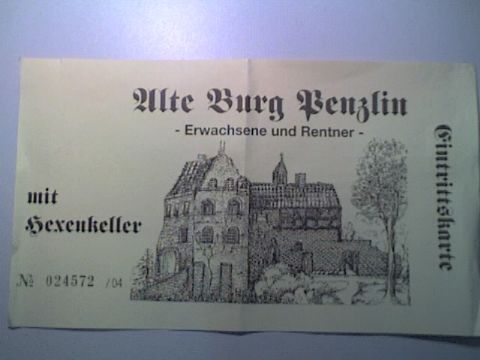 Alte Burg Penzlin
- Erwachsene und Rentner -
mit
Hexenkeller
Eintrittskarte
№ 024572 /04